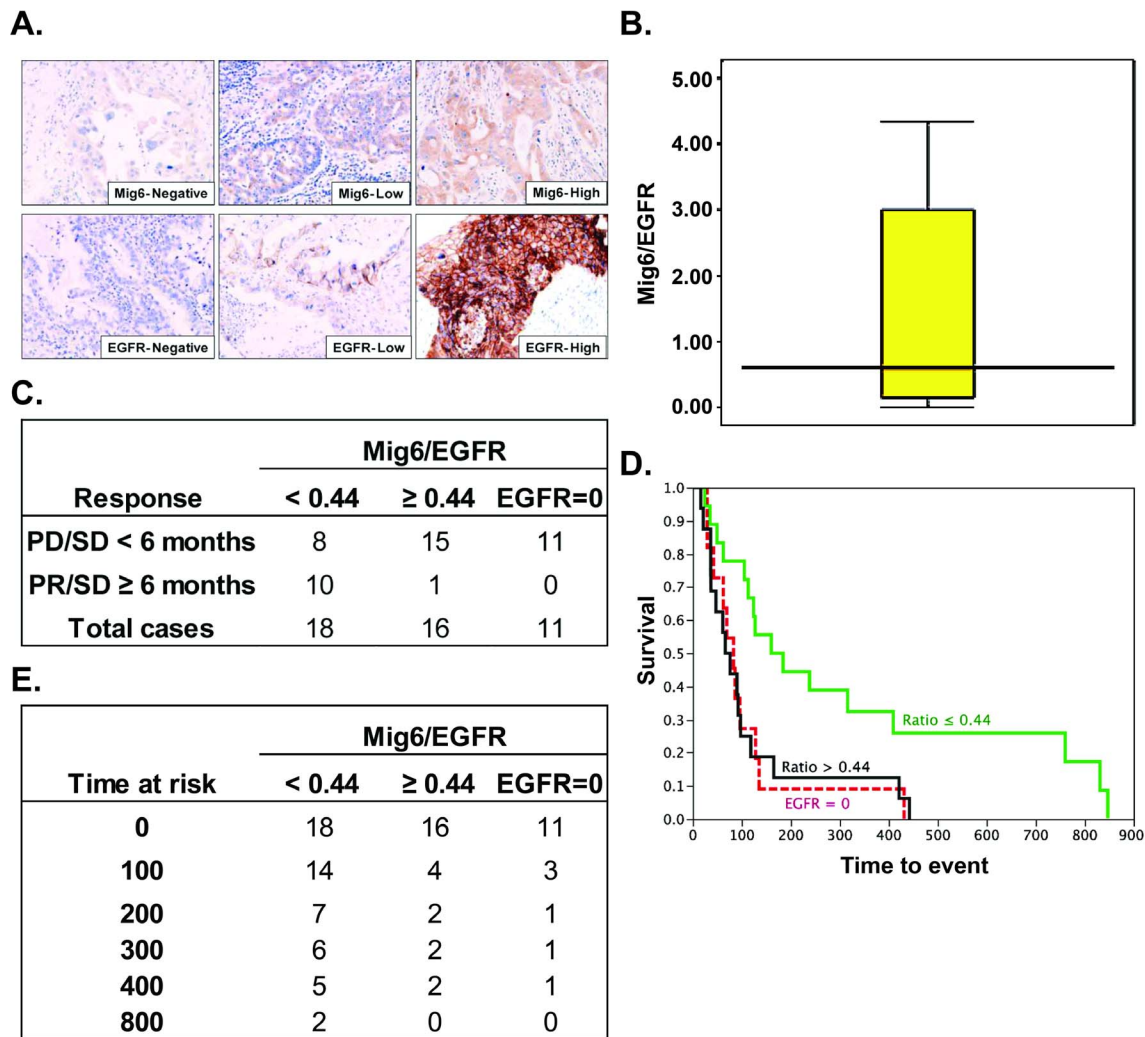 A.
Mig6-Negative
Mig6-Low
Mig6-High
EGFR-Negative
EGFR-Low
EGFR-High
B.
Mig6/EGFR
5.00
4.00
3.00
2.00
1.00
0.00
C.
Mig6/EGFR
Response < 0.44 ≥ 0.44 EGFR=0
PD/SD < 6 months 8 15 11
PR/SD ≥ 6 months 10 1 0
Total cases 18 16 11
D.
Survival
1.0
0.9
0.8
0.7
0.6
0.5
0.4
0.3
0.2
0.1
0.0
Ratio ≤ 0.44
Ratio > 0.44
EGFR = 0
0 100 200 300 400 500 600 700 800 900
Time to event
E.
Mig6/EGFR
Time at risk < 0.44 ≥ 0.44 EGFR=0
0 18 16 11
100 14 4 3
200 7 2 1
300 6 2 1
400 5 2 1
800 2 0 0